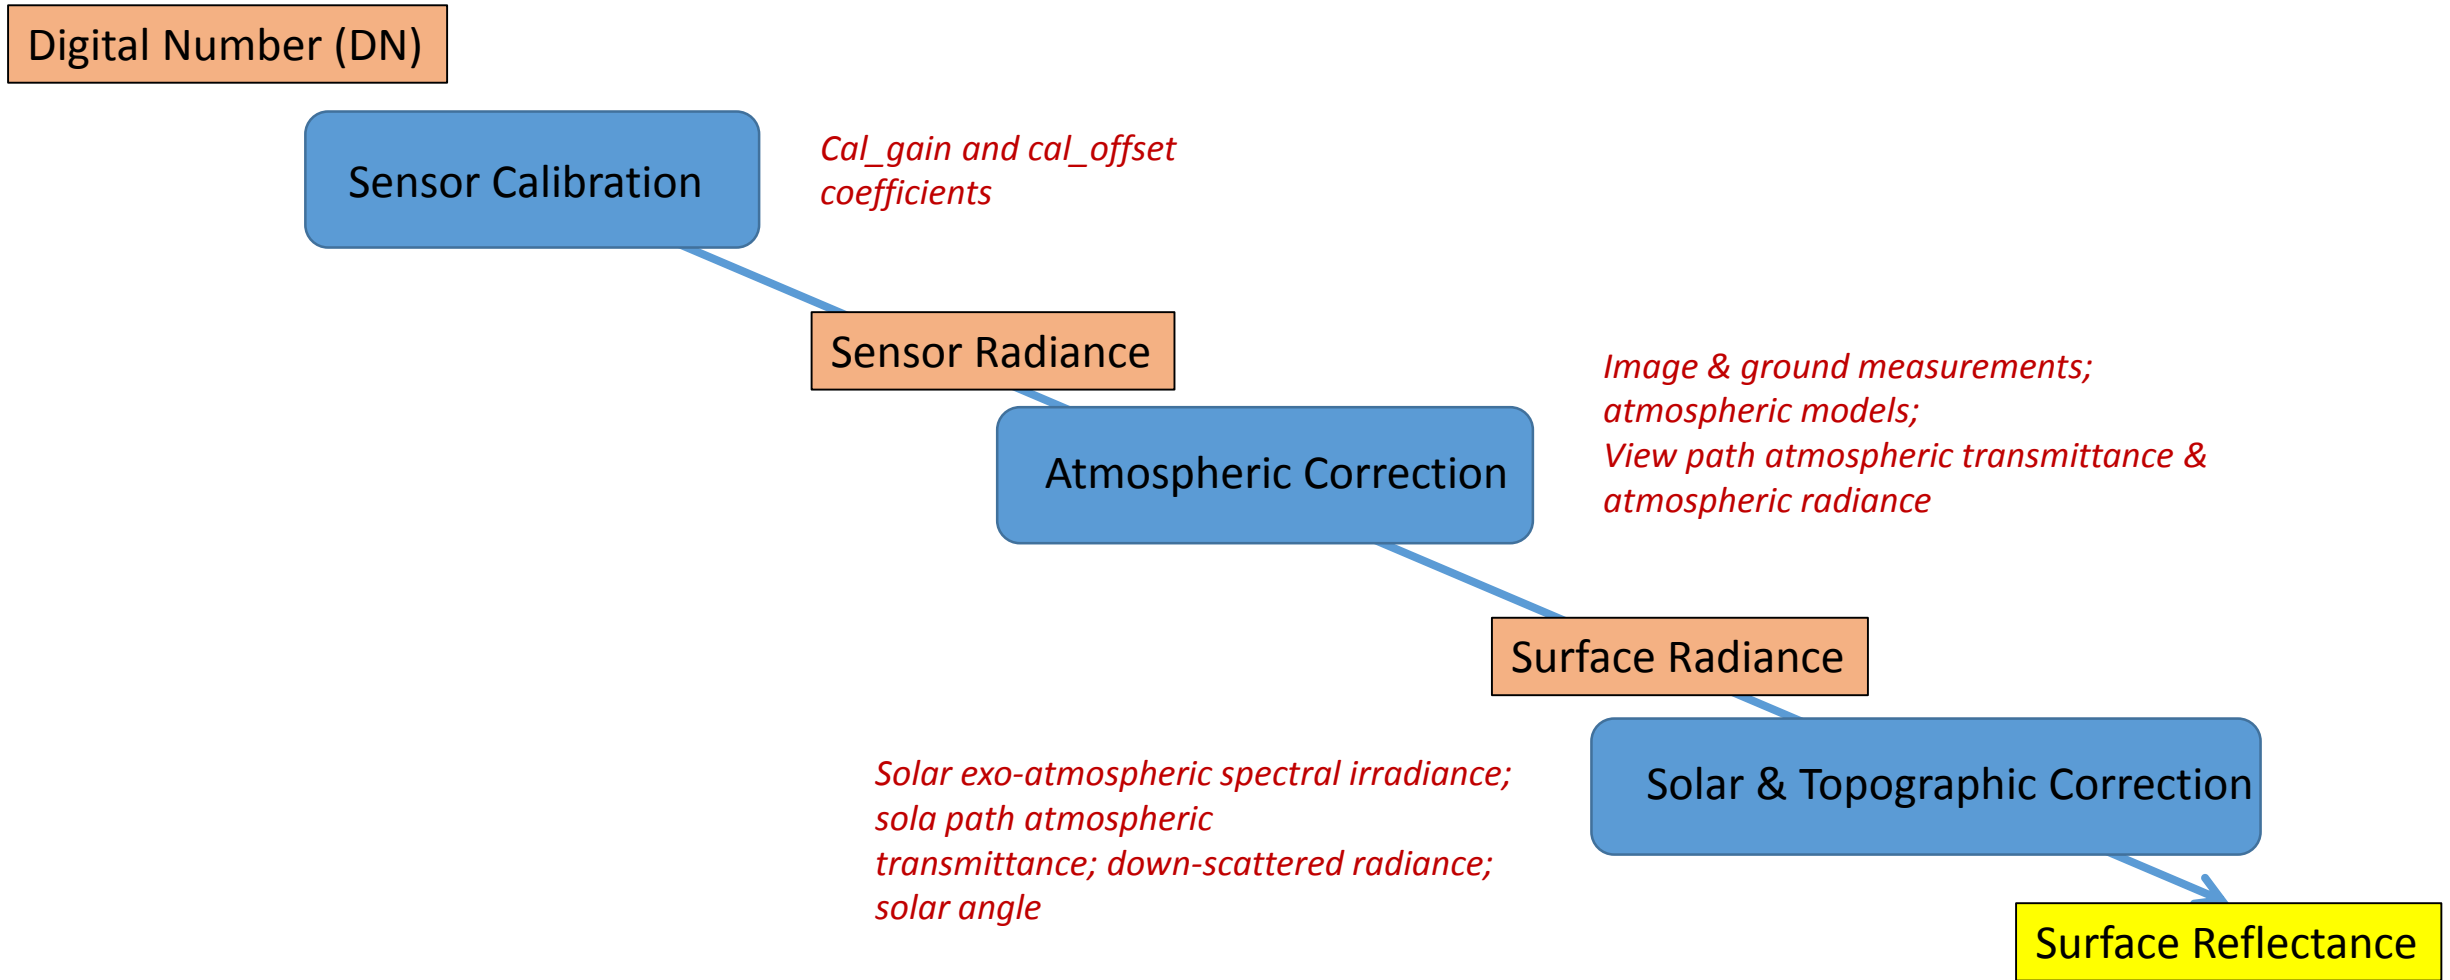 Digital Number (DN)
Sensor Calibration
Cal_gain and cal_offset
coefficients
Sensor Radiance
Atmospheric Correction
Image & ground measurements;
atmospheric models;
View path atmospheric transmittance &
atmospheric radiance
Surface Radiance
Solar & Topographic Correction
Solar exo-atmospheric spectral irradiance;
sola path atmospheric
transmittance; down-scattered radiance;
solar angle
Surface Reflectance